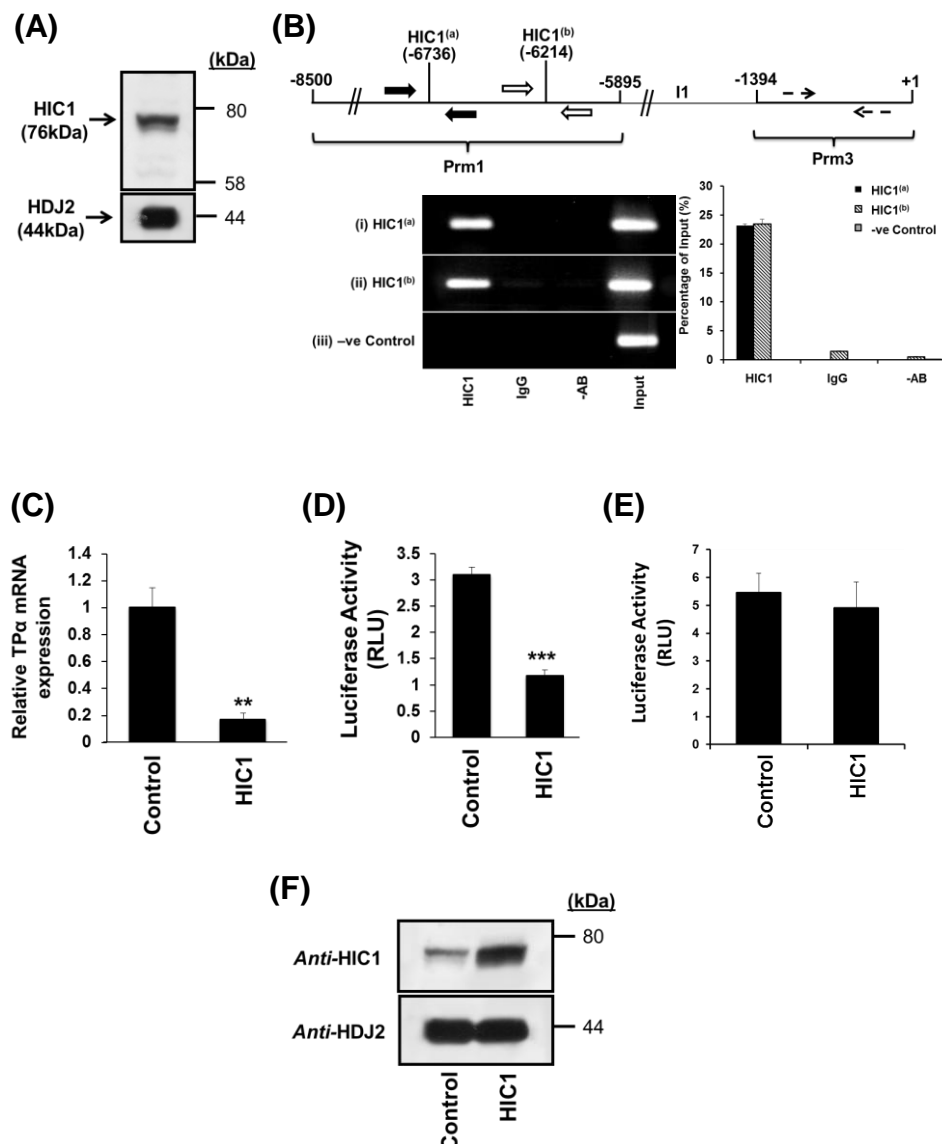 (A)
(kDa)
HIC1
(76kDa)
80
58
HDJ2
(44kDa)
44
(B)
HIC1(a)
(-6736)
HIC1(b)
(-6214)
-8500
-5895
-1394
+1
//
//
I1
Prm1
Prm3
(i) HIC1(a)
(ii) HIC1(b)
(iii) –ve Control
HIC1
IgG
-AB
Input
Percentage of Input (%)
30
25
20
15
10
5
0
HIC1
IgG
-AB
HIC1(a)
HIC1(b)
-ve Control
(C)
Relative TPα mRNA
expression
1.4
1.2
1
0.8
0.6
0.4
0.2
0
**
Control
HIC1
(D)
Luciferase Activity
(RLU)
3.5
3
2.5
2
1.5
1
0.5
0
***
Control
HIC1
(E)
Luciferase Activity
(RLU)
7
6
5
4
3
2
1
0
Control
HIC1
(F)
(kDa)
Anti-HIC1
80
Anti-HDJ2
44
Control
HIC1